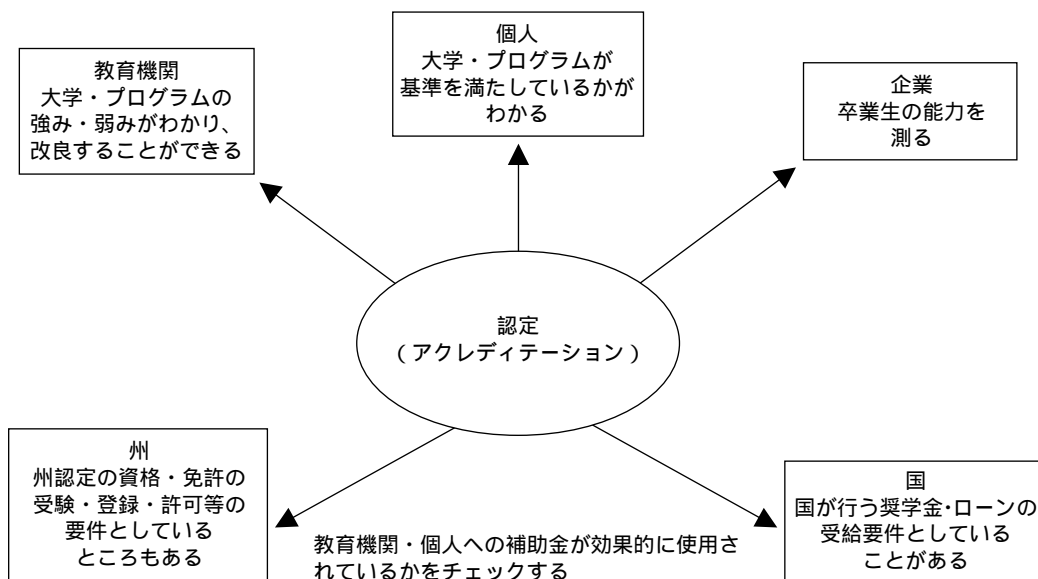 個人
大学・プログラムが
基準を満たしているかが
わかる
教育機関
大学・プログラムの
強み・弱みがわかり、
改良することができる
企業
卒業生の能力を
測る
認定
（アクレディテーション）
州
州認定の資格・免許の
受験・登録・許可等の
要件としている
ところもある
教育機関・個人への補助金が効果的に使用さ
れているかをチェックする
国
国が行う奨学金・ローンの
受給要件としている
ことがある